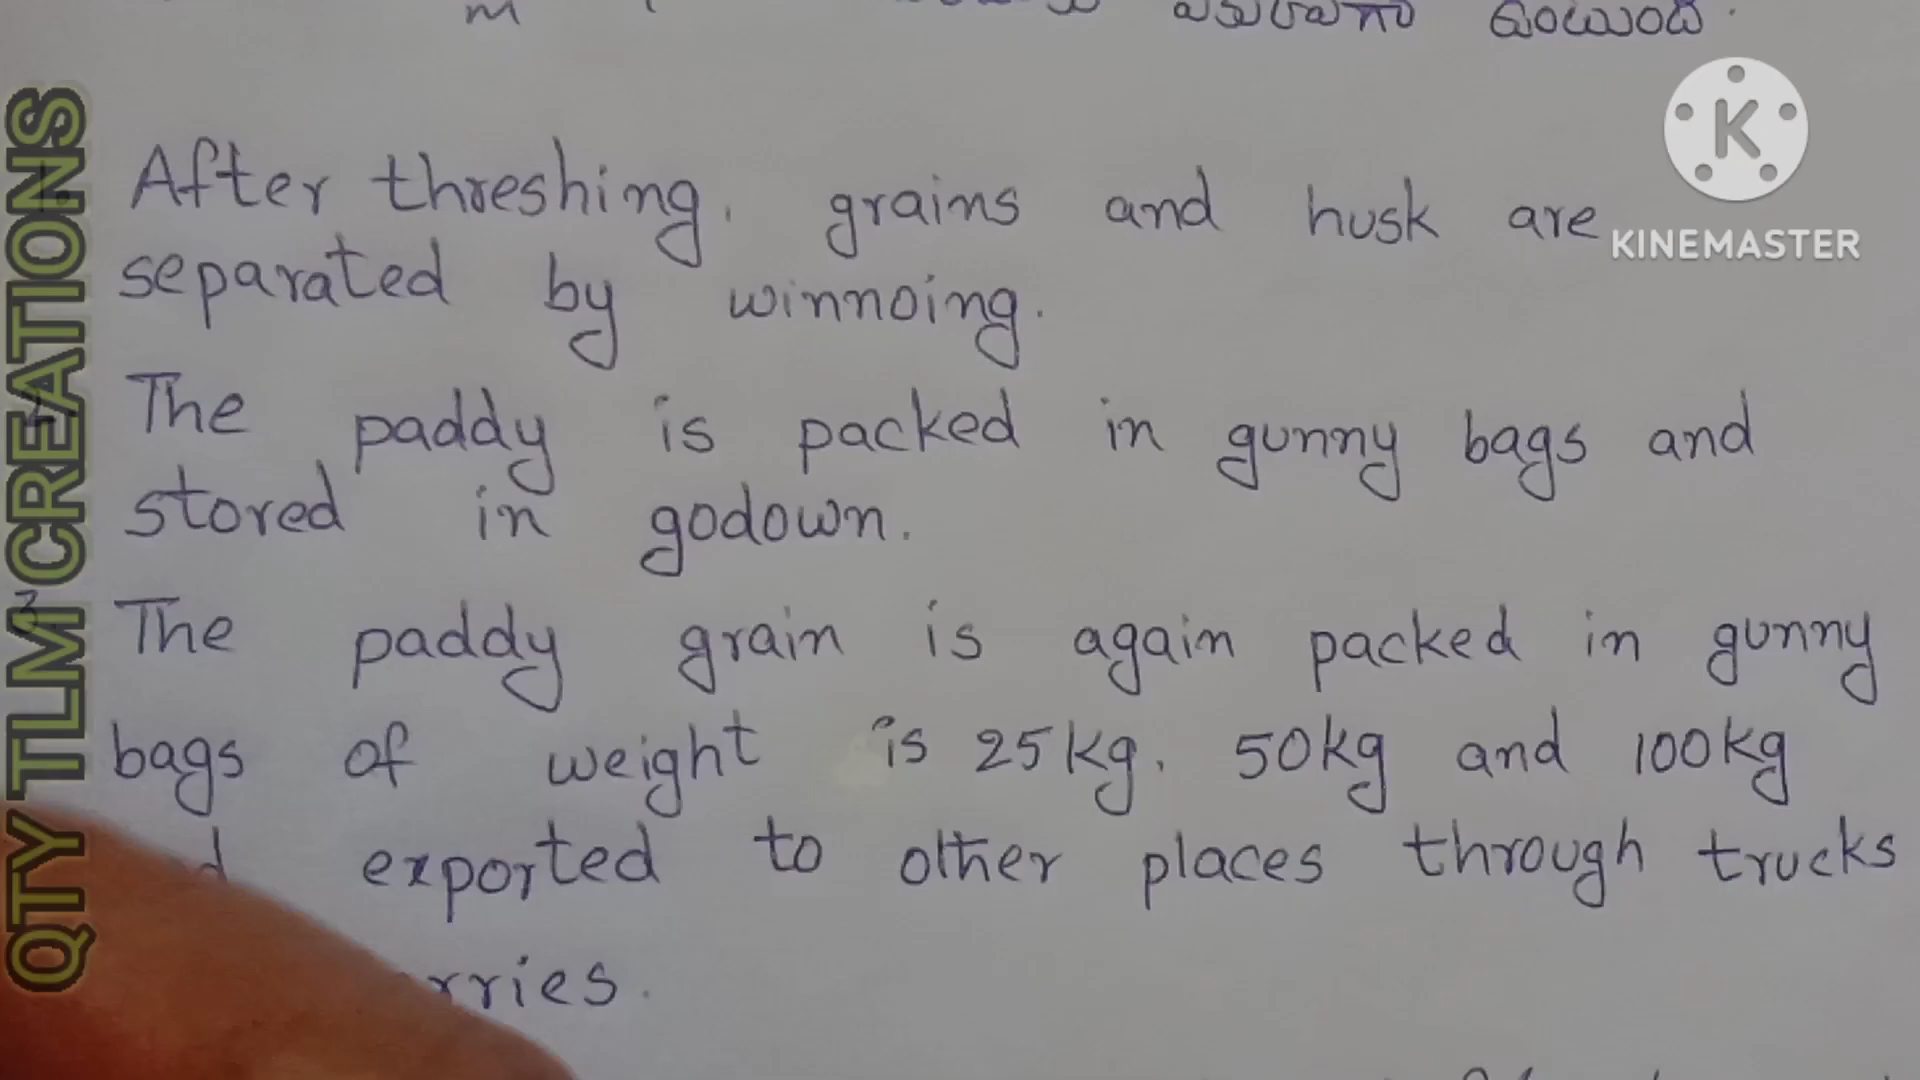 After threshing. grains and husk are
separated by winnoing.
The paddy is packed in gunny bags and
stored in godown.
The paddy grain is again packed in gunny
bags of weight is 25kg. 50kg and 100kg
exported to other places through trucks
QTY TLM CREATIONS
K
KINEMASTER